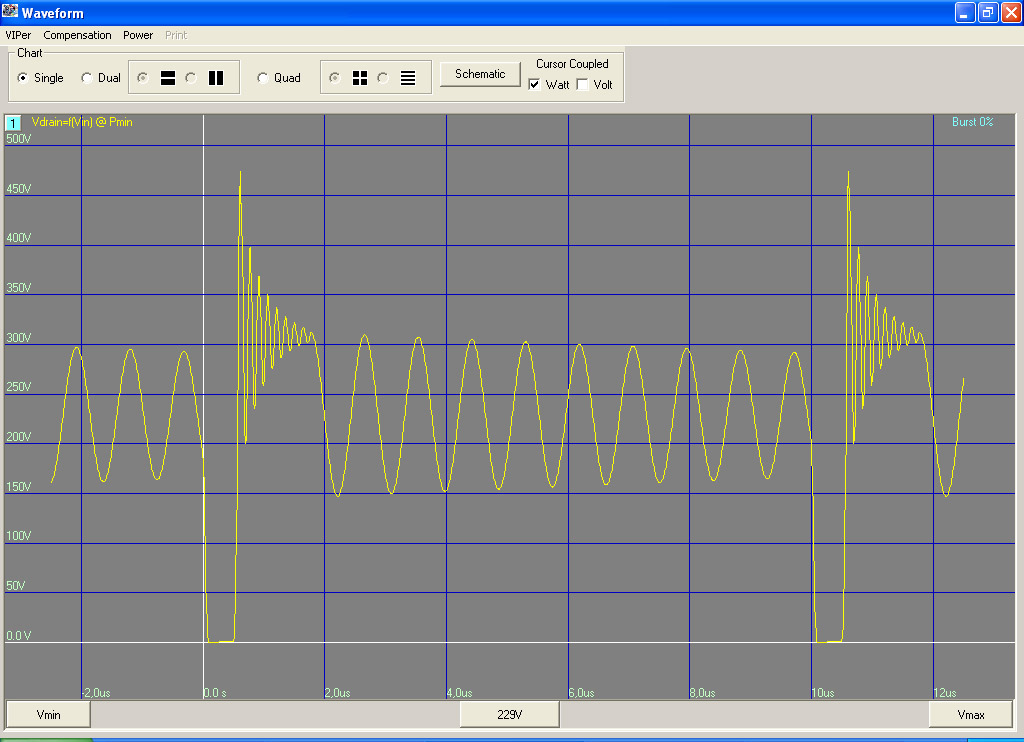 Waveform
VIPer Compensation Power Print
Chart
Single Dual Quad Schematic Cursor Coupled
Watt Volt
1 Vdrain=f(Vin) @ Pmin Burst 0%
500V
450V
400V
350V
300V
250V
200V
150V
100V
50V
0.0 V
-2,0us 0.0 s 2,0us 4,0us 6,0us 8,0us 10us 12us
Vmin 229V Vmax